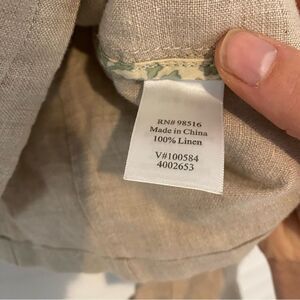 RN# 98516
Made in China
100% Linen
V#100584
4002653